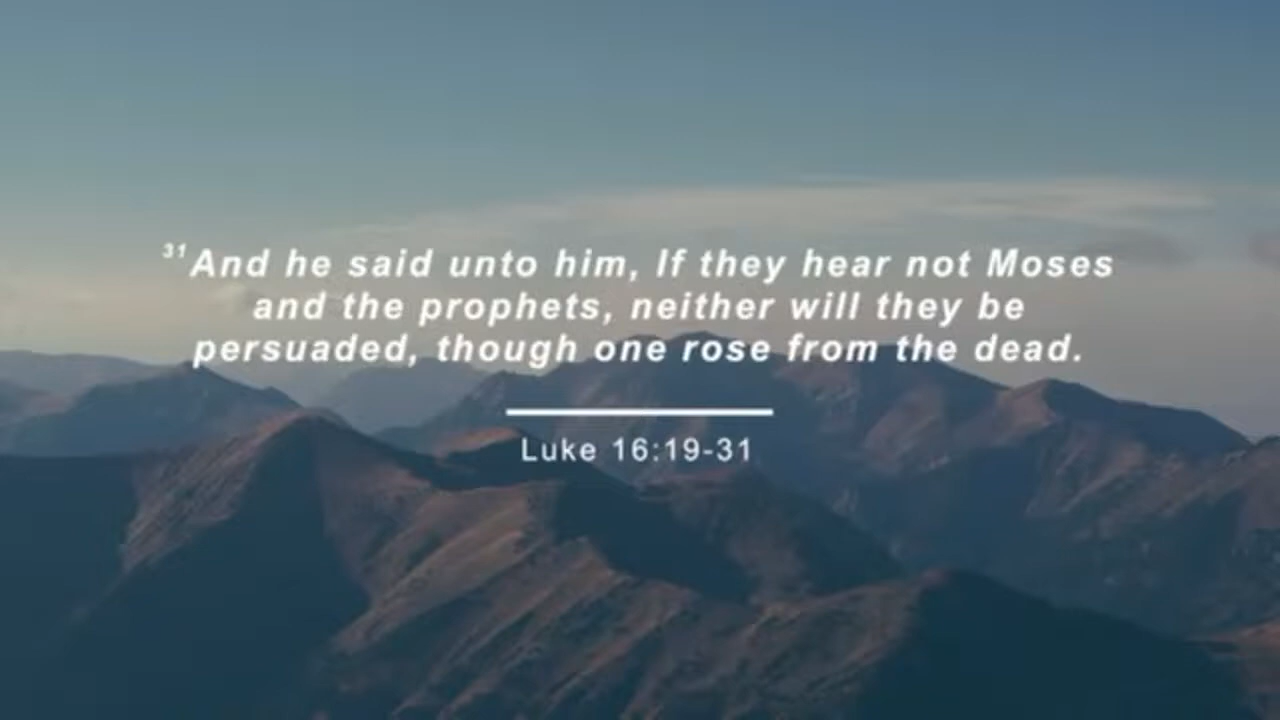 ³¹And he said unto him, If they hear not Moses
and the prophets, neither will they be
persuaded, though one rose from the dead.
Luke 16:19-31